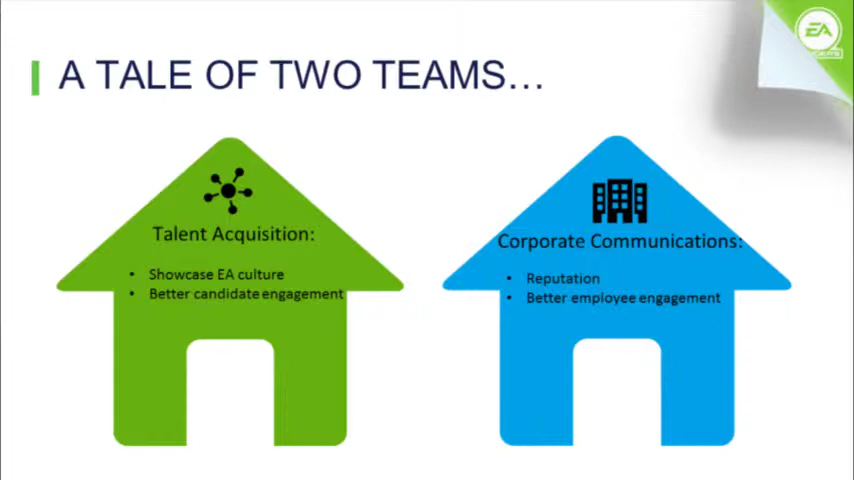 EA
A TALE OF TWO TEAMS…
Talent Acquisition:
• Showcase EA culture
• Better candidate engagement
Corporate Communications:
• Reputation
• Better employee engagement